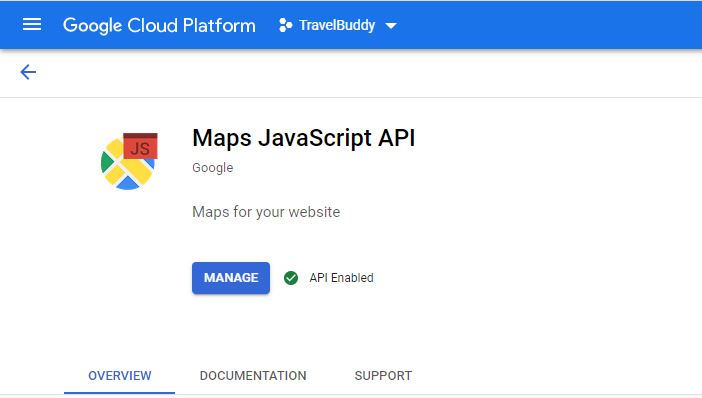 Google Cloud Platform TravelBuddy
JS
Maps JavaScript API
Google
Maps for your website
MANAGE API Enabled
OVERVIEW DOCUMENTATION SUPPORT